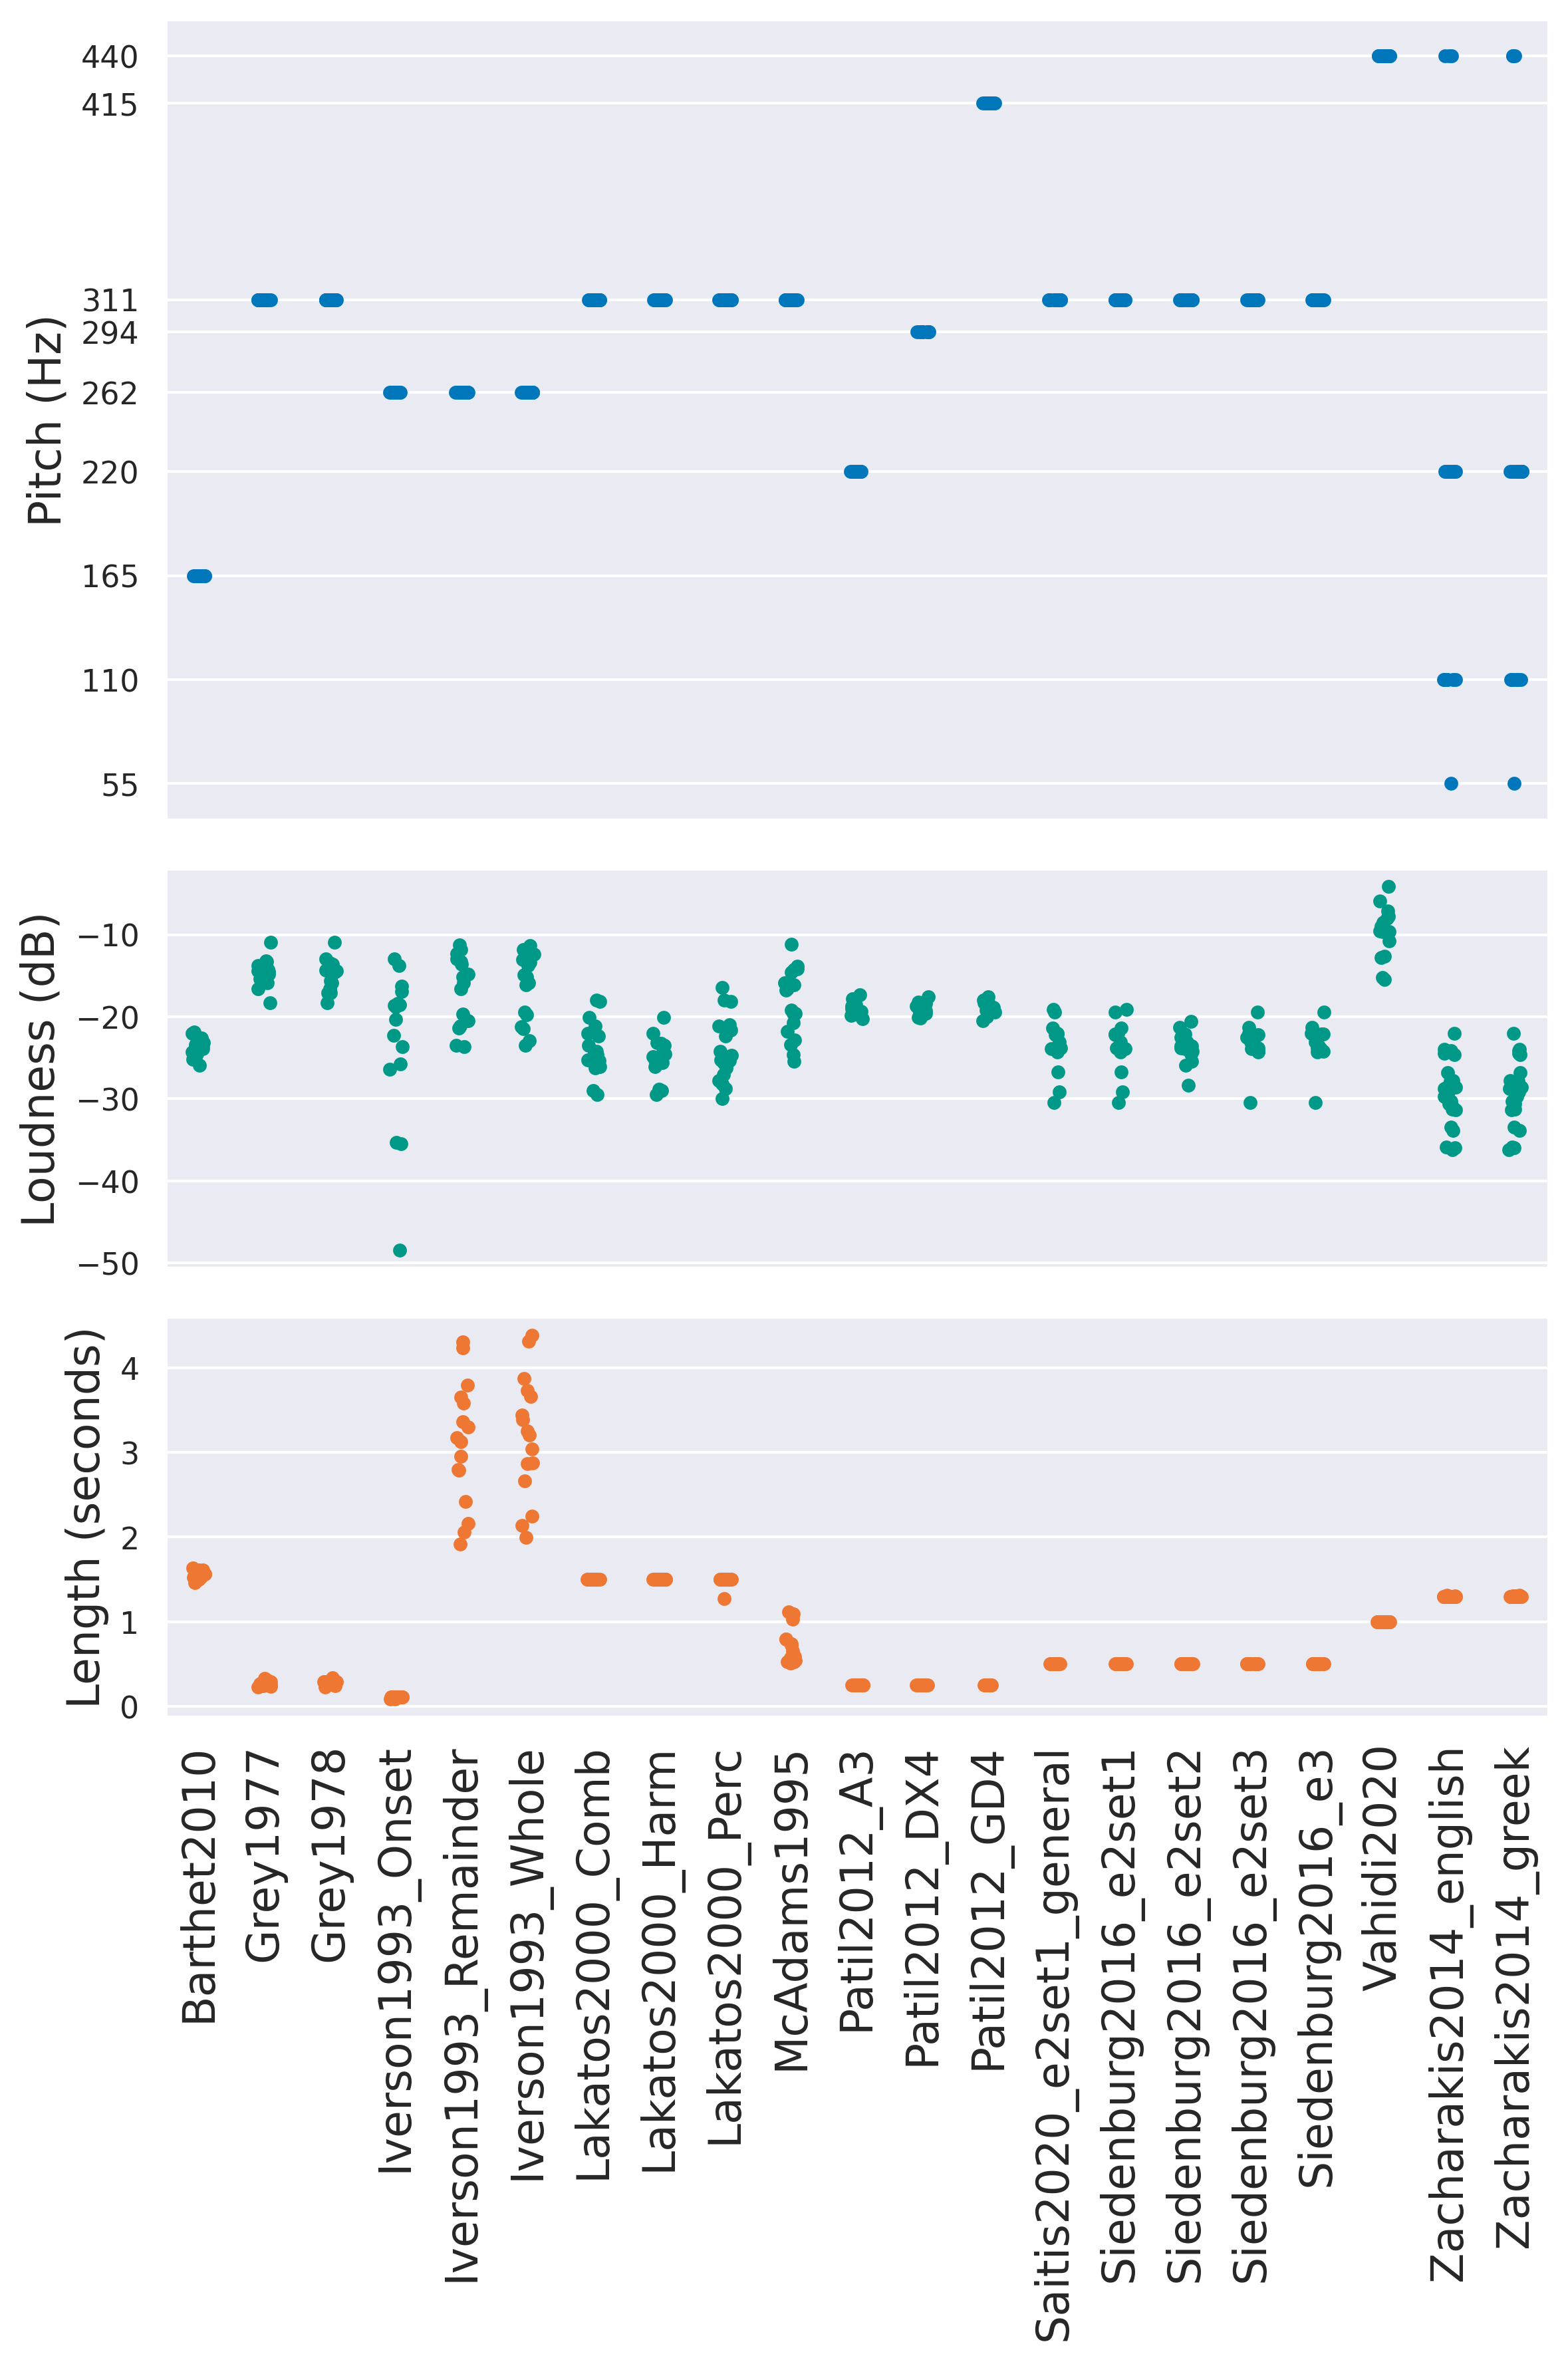 Pitch (Hz)
440
415
311
294
262
220
165
110
55
Loudness (dB)
−10
−20
−30
−40
−50
Length (seconds)
4
3
2
1
0
Barthet2010
Grey1977
Grey1978
Iverson1993_Onset
Iverson1993_Remainder
Iverson1993_Whole
Lakatos2000_Comb
Lakatos2000_Harm
Lakatos2000_Perc
McAdams1995
Patil2012_A3
Patil2012_DX4
Patil2012_GD4
Saitis2020_e2set1_general
Siedenburg2016_e2set1
Siedenburg2016_e2set2
Siedenburg2016_e2set3
Siedenburg2016_e3
Vahidi2020
Zacharakis2014_english
Zacharakis2014_greek